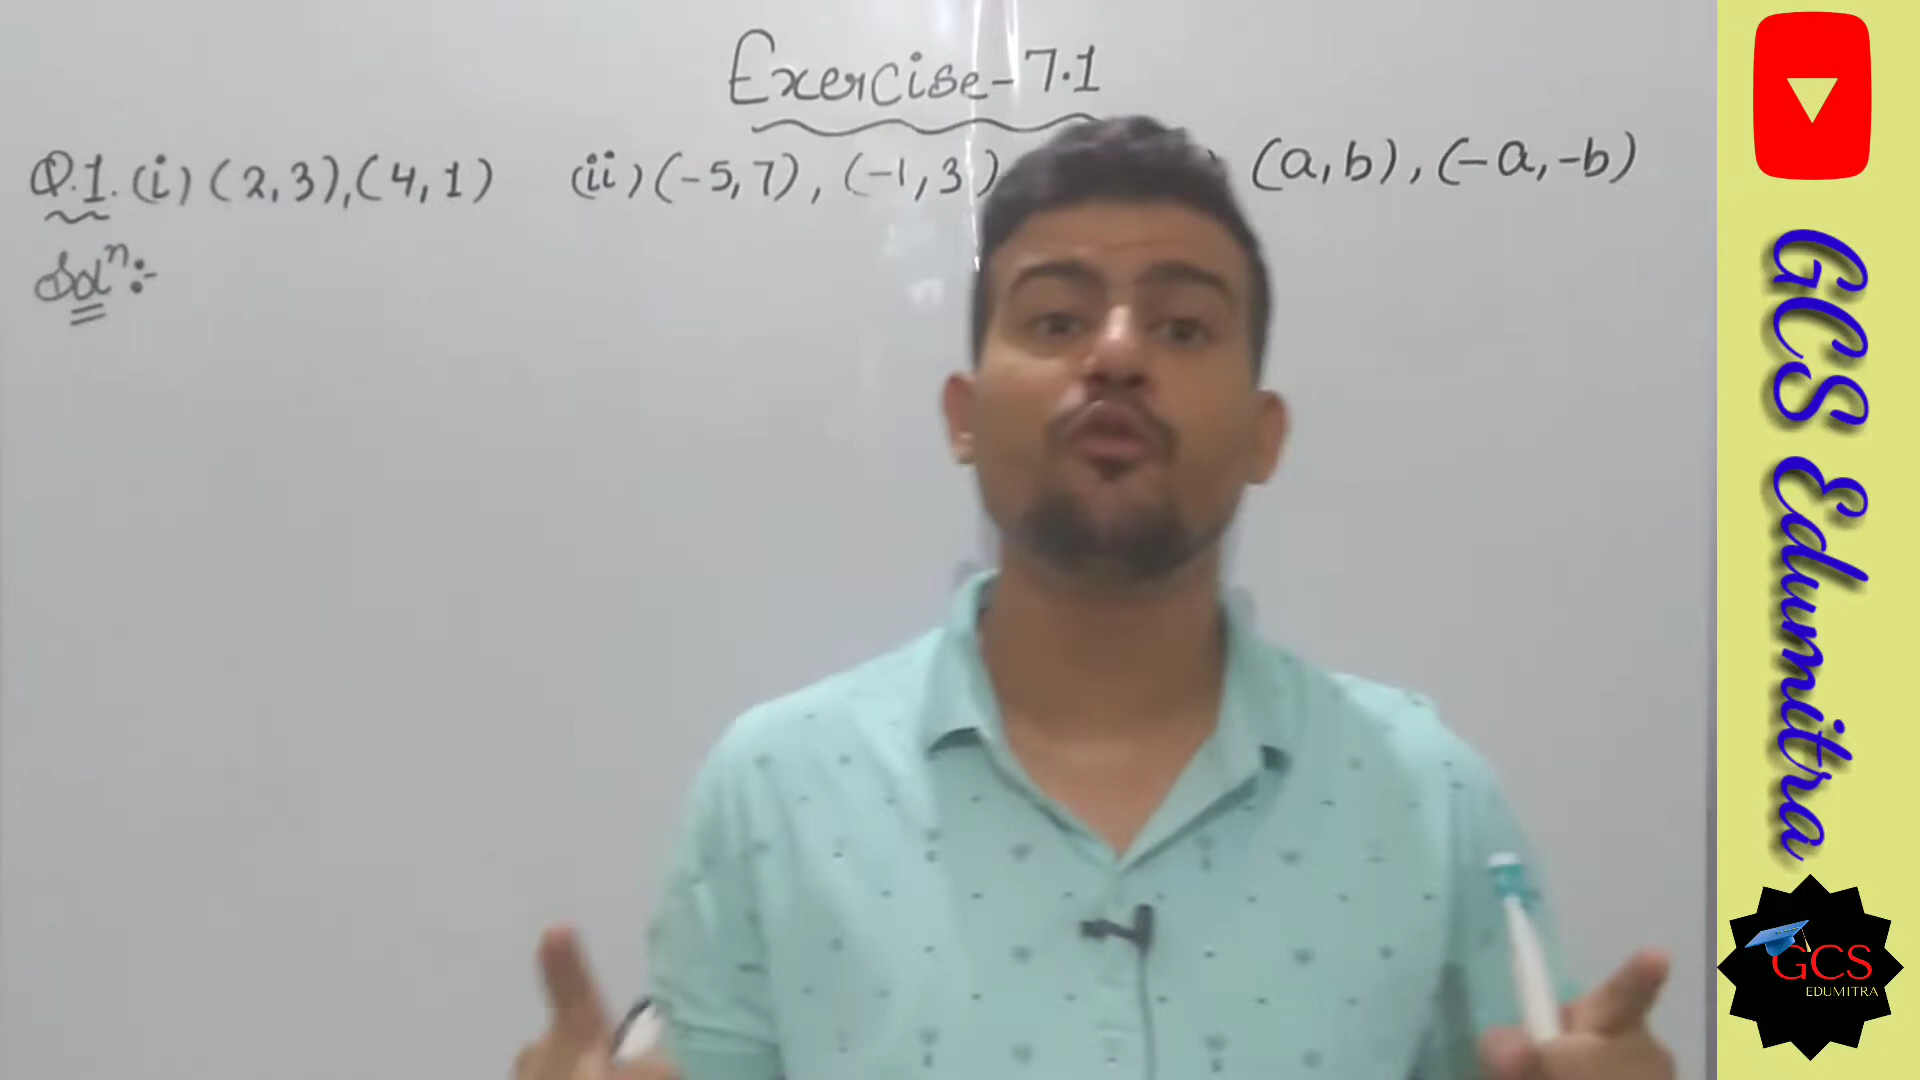 Exercise-7.1
Q.1. (i) (2,3),(4,1) (ii) (-5,7), (-1,3) ) (a,b),(-a,-b)
Solⁿ:-
GCS Edumitra
GCS
EDUMITRA